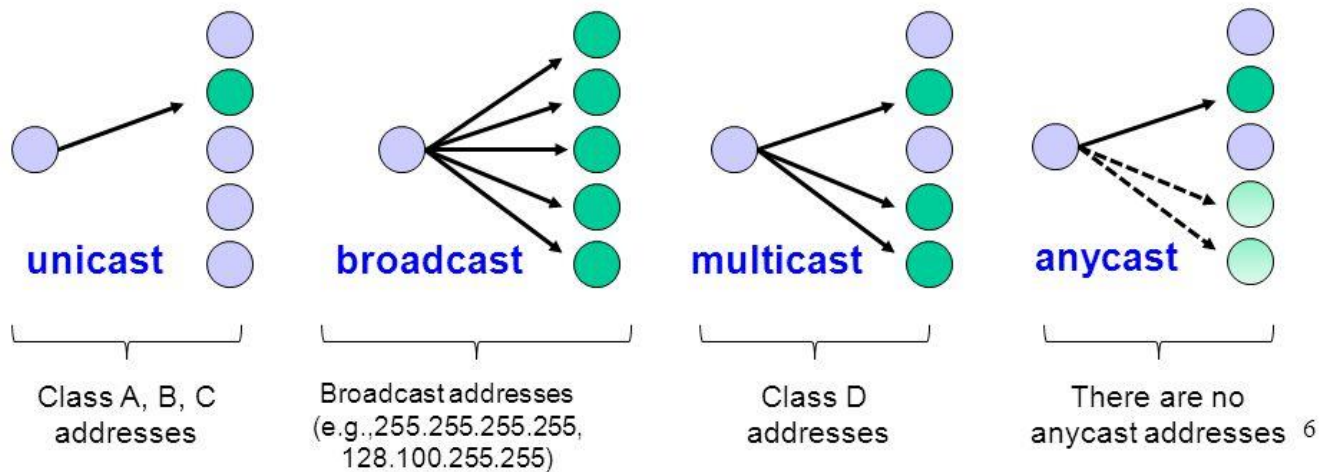 unicast
broadcast
multicast
anycast
Class A, B, C
addresses
Broadcast addresses
(e.g.,255.255.255.255,
128.100.255.255)
Class D
addresses
There are no
anycast addresses
6